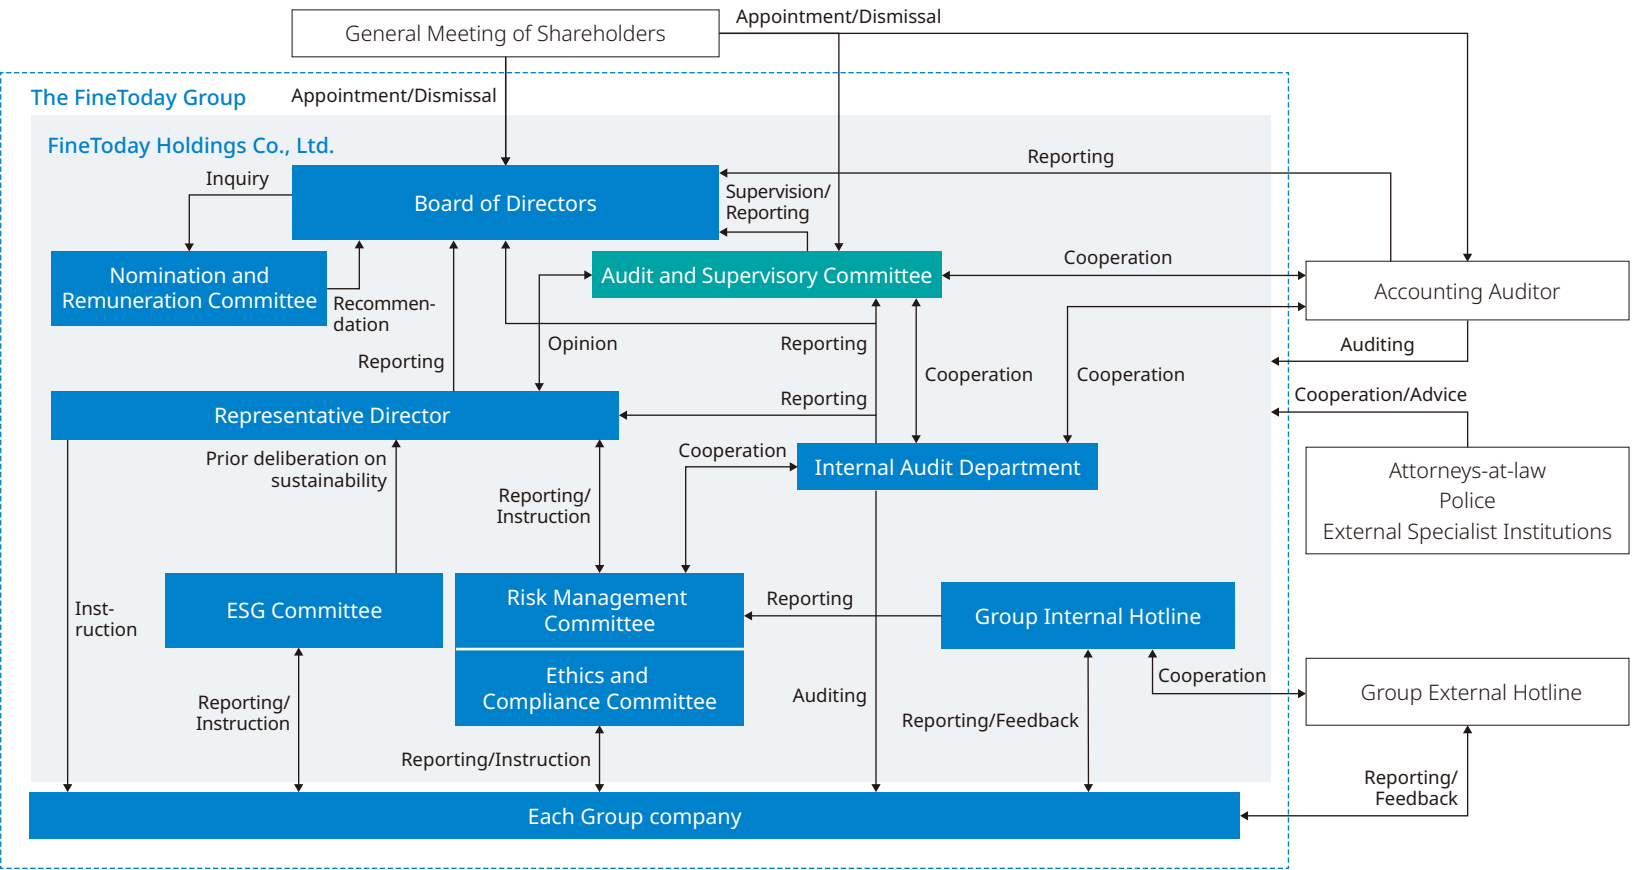 General Meeting of Shareholders
Appointment/Dismissal
The FineToday Group
Appointment/Dismissal
FineToday Holdings Co., Ltd.
Reporting
Inquiry
Board of Directors
Supervision/
Reporting
Nomination and
Remuneration Committee
Recommen-
dation
Audit and Supervisory Committee
Cooperation
Accounting Auditor
Reporting
Opinion
Reporting
Cooperation
Cooperation
Auditing
Representative Director
Reporting
Cooperation/Advice
Prior deliberation on
sustainability
Reporting/
Instruction
Cooperation
Internal Audit Department
Attorneys-at-law
Police
External Specialist Institutions
Inst-
ruction
ESG Committee
Risk Management
Committee
Reporting
Group Internal Hotline
Ethics and
Compliance Committee
Reporting/
Instruction
Auditing
Cooperation
Group External Hotline
Reporting/Feedback
Reporting/Instruction
Reporting/
Feedback
Each Group company